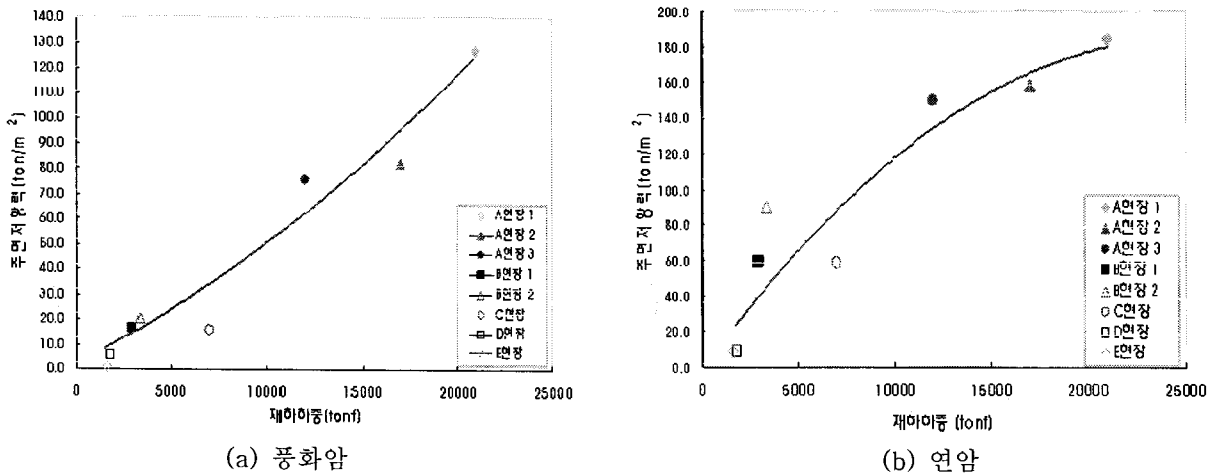 140.0
130.0
120.0
110.0
100.0
90.0
80.0
70.0
60.0
50.0
40.0
30.0
20.0
10.0
0.0
주면저항력(ton/m²)
0 5000 10000 15000 20000 25000
재하하중(tonf)
A현장 1
A현장 2
A현장 3
B현장 1
B현장 2
C현장
D현장
E현장
(a) 풍화암
200.0
180.0
160.0
140.0
120.0
100.0
80.0
60.0
40.0
20.0
0.0
주면저항력(ton/m²)
0 5000 10000 15000 20000 25000
재하하중 (tonf)
A현장 1
A현장 2
A현장 3
B현장 1
B현장 2
C현장
D현장
E현장
(b) 연암